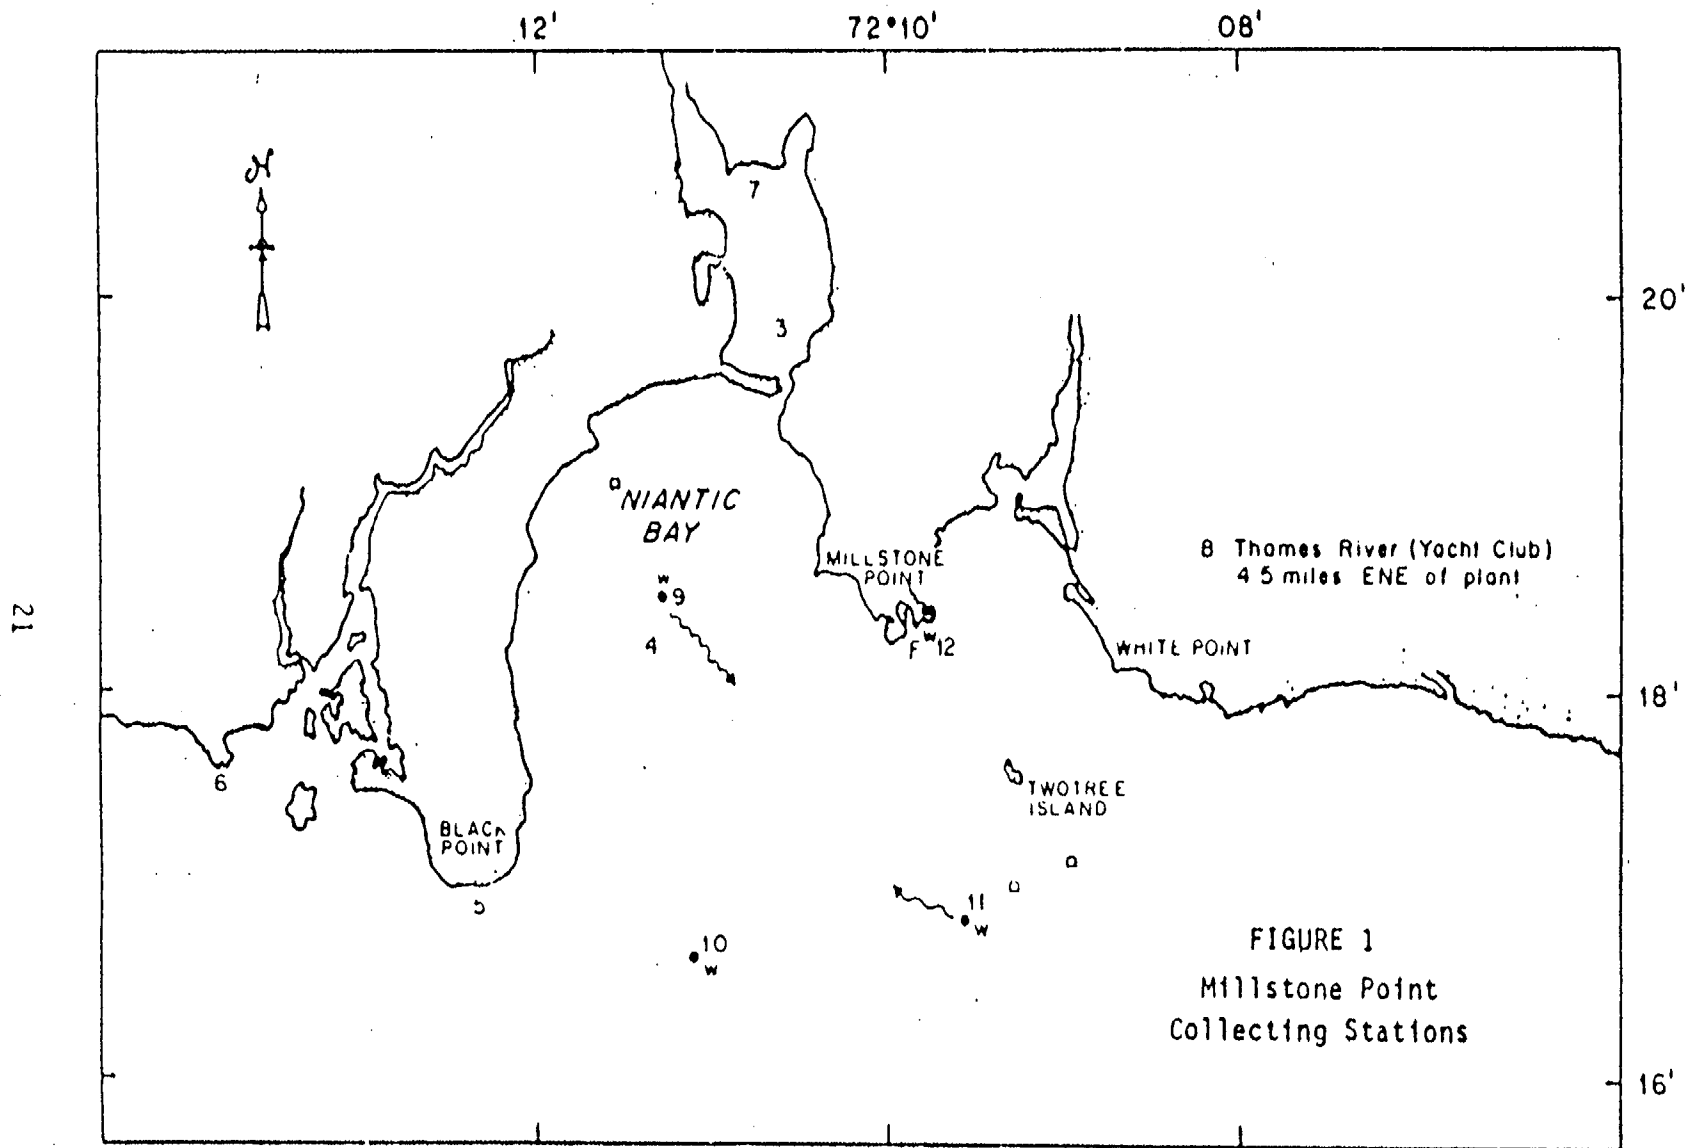 12' 72°10' 08'
N
7
20'
3
NIANTIC
BAY
MILLSTONE
POINT
8 Thames River (Yacht Club)
4 5 miles ENE of plant
w
9
4
F w 12
WHITE POINT
21
18'
6
TWOTREE
ISLAND
BLACK
POINT
5
11
w
10
w
FIGURE 1
Millstone Point
Collecting Stations
16'